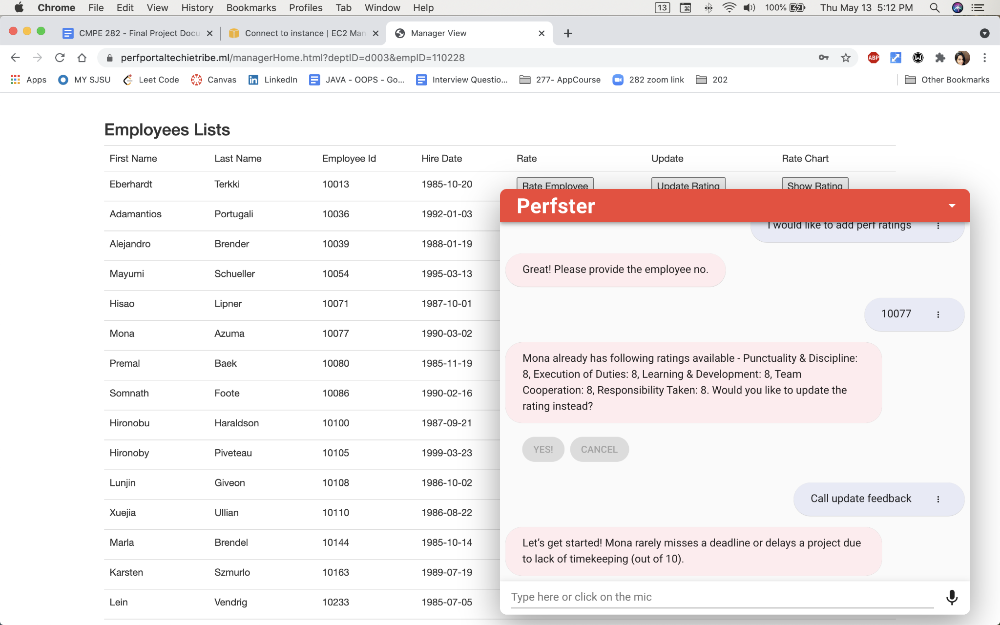 Chrome File Edit View History Bookmarks Profiles Tab Window Help 13 100% Thu May 13 5:12 PM
CMPE 282 - Final Project Docu Connect to instance | EC2 Man Manager View
perfportaltechietribe.ml/managerHome.html?deptID=d003&empID=110228 ABP
Apps MY SJSU Leet Code Canvas LinkedIn JAVA - OOPS - Go... Interview Questio... 277- AppCourse 282 zoom link 202 Other Bookmarks
Employees Lists
First Name Last Name Employee Id Hire Date Rate Update Rate Chart
Eberhardt Terkki 10013 1985-10-20 Rate Employee Update Rating Show Rating
Adamantios Portugali 10036 1992-01-03
Alejandro Brender 10039 1988-01-19
Mayumi Schueller 10054 1995-03-13
Hisao Lipner 10071 1987-10-01
Mona Azuma 10077 1990-03-02
Premal Baek 10080 1985-11-19
Somnath Foote 10086 1990-02-16
Hironobu Haraldson 10100 1987-09-21
Hironoby Piveteau 10105 1999-03-23
Lunjin Giveon 10108 1986-10-02
Xuejia Ullian 10110 1986-08-22
Marla Brendel 10144 1985-10-14
Karsten Szmurlo 10163 1989-07-19
Lein Vendrig 10233 1985-07-05
Perfster
I would like to add perf ratings
Great! Please provide the employee no.
10077
Mona already has following ratings available - Punctuality & Discipline:
8, Execution of Duties: 8, Learning & Development: 8, Team
Cooperation: 8, Responsibility Taken: 8. Would you like to update the
rating instead?
YES! CANCEL
Call update feedback
Let's get started! Mona rarely misses a deadline or delays a project due
to lack of timekeeping (out of 10).
Type here or click on the mic